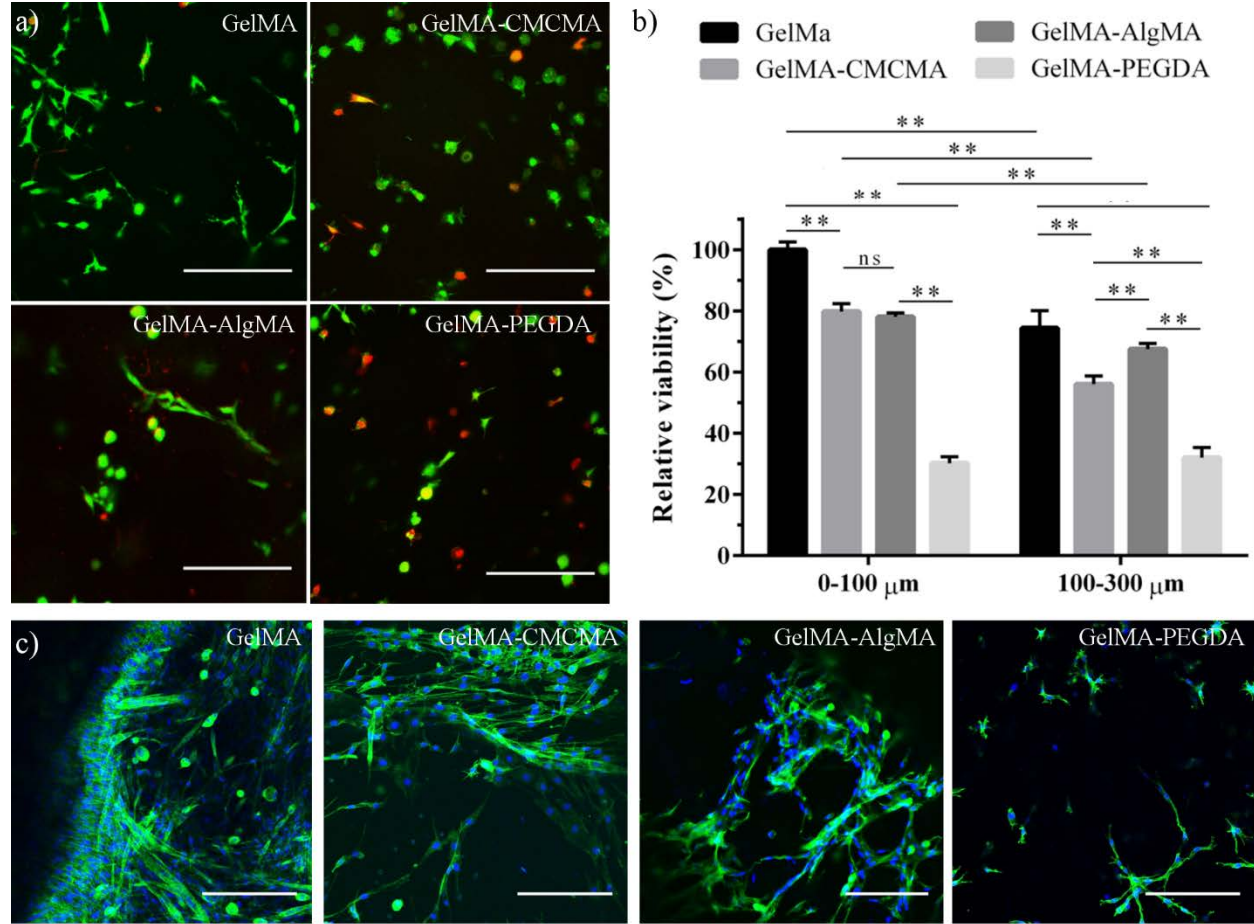 a)
GelMA
GelMA-CMCMA
GelMA-AlgMA
GelMA-PEGDA
b)
GelMa
GelMA-AlgMA
GelMA-CMCMA
GelMA-PEGDA
**
**
**
**
**
ns
**
**
**
**
**
Relative viability (%)
100
80
60
40
20
0
0-100 μm
100-300 μm
c)
GelMA
GelMA-CMCMA
GelMA-AlgMA
GelMA-PEGDA